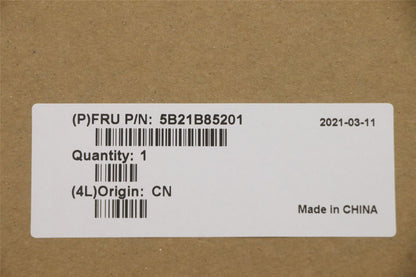 (P)FRU P/N: 5B21B85201
2021-03-11
Quantity: 1
(4L)Origin: CN
Made in CHINA